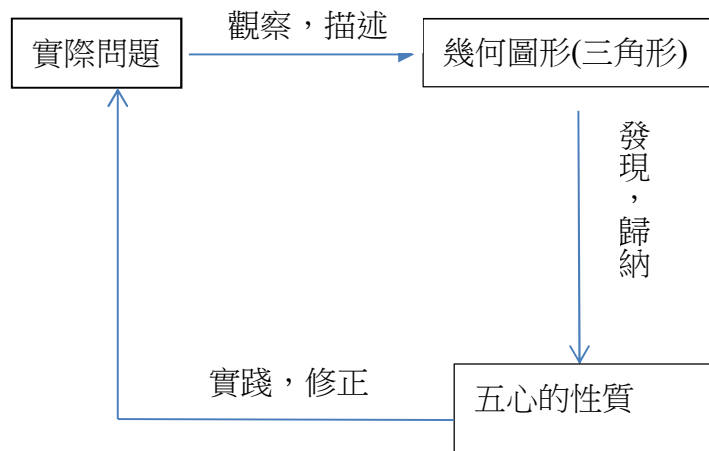 觀察，描述
實際問題
幾何圖形(三角形)
發現，歸納
實踐，修正
五心的性質